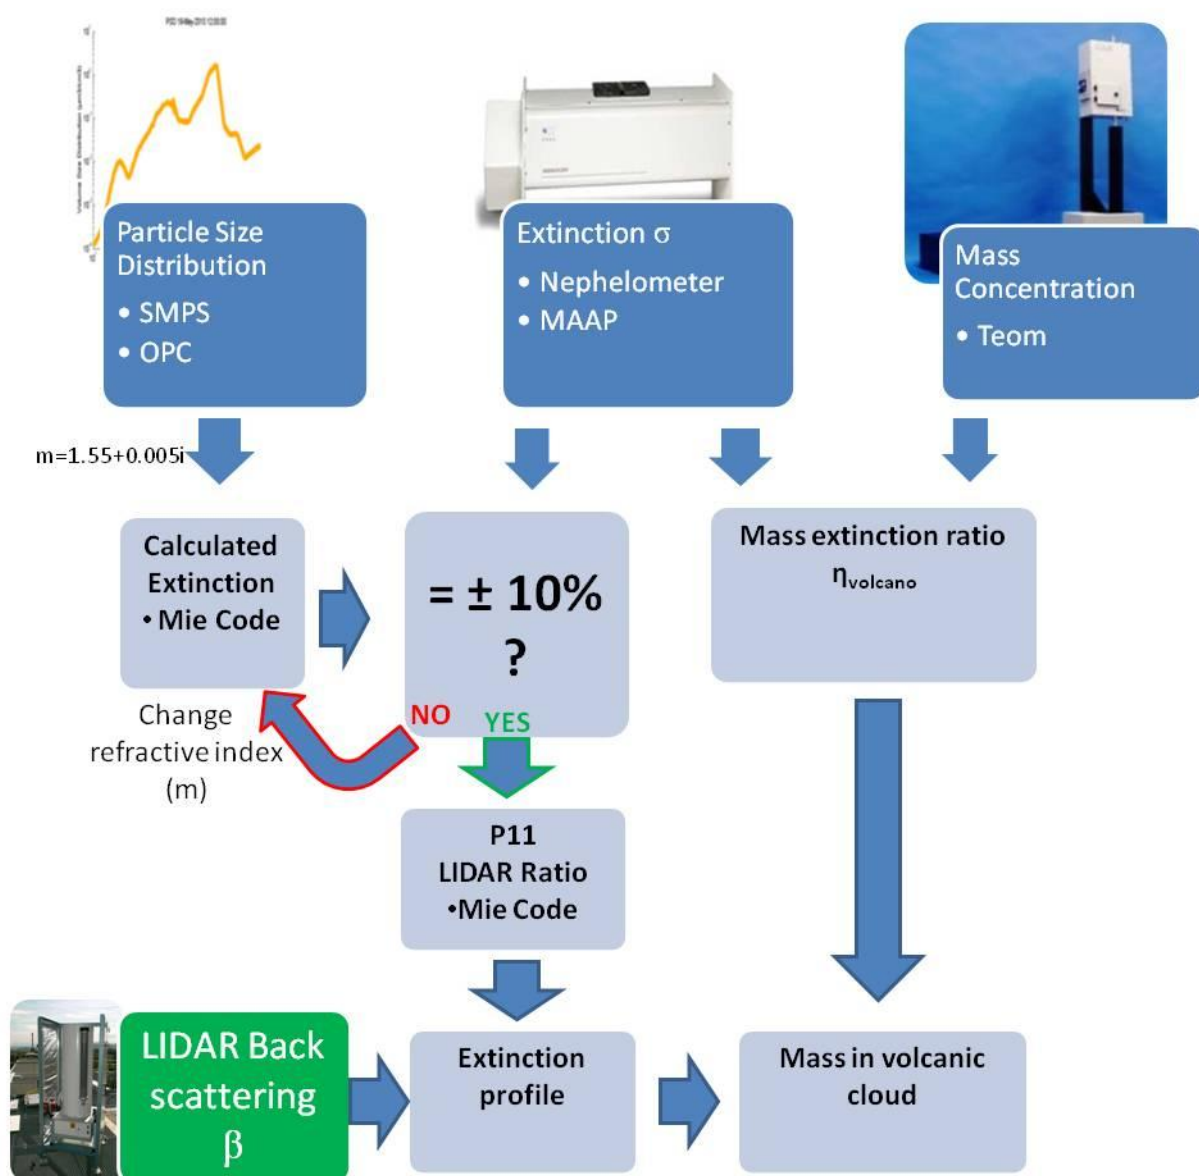 Particle Size
Distribution
• SMPS
• OPC
Extinction σ
• Nephelometer
• MAAP
Mass
Concentration
• Teom
m=1.55+0.005i
Calculated
Extinction
• Mie Code
= ± 10%
?
NO
YES
Mass extinction ratio
ηvolcano
Change
refractive index
(m)
P11
LIDAR Ratio
•Mie Code
LIDAR Back
scattering
β
Extinction
profile
Mass in volcanic
cloud